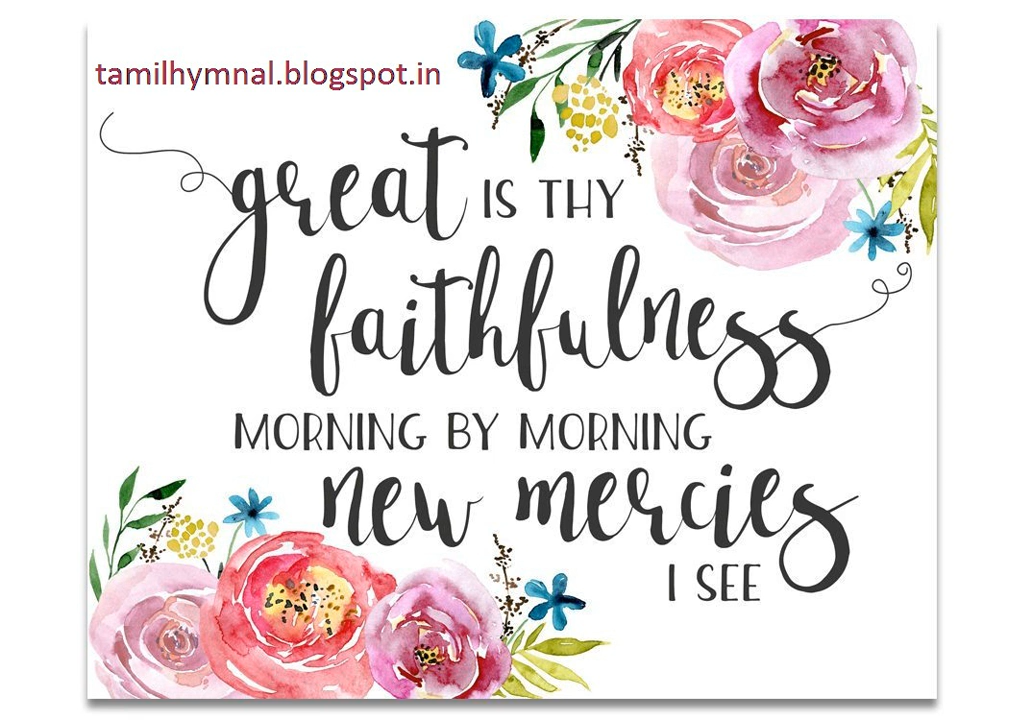 tamilhymnal.blogspot.in
great IS THY
faithfulness
MORNING BY MORNING
new mercies
I SEE